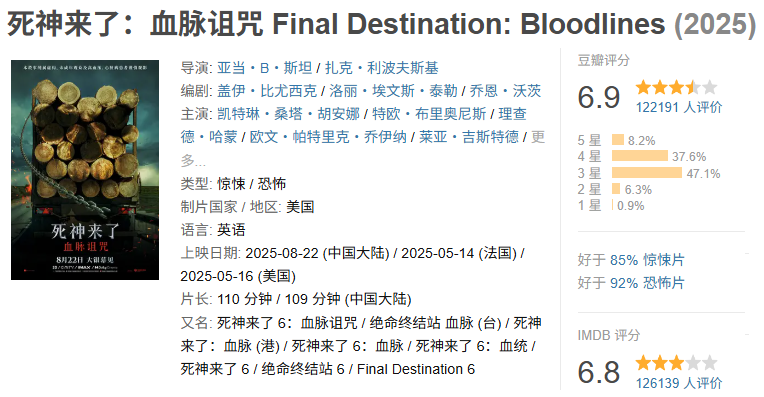 死神来了：血脉诅咒 Final Destination: Bloodlines (2025)
死神来了
血脉诅咒
8月22日 大银幕见
导演: 亚当·B·斯坦 / 扎克·利波夫斯基
编剧: 盖伊·比尤西克 / 洛丽·埃文斯·泰勒 / 乔恩·沃茨
主演: 凯特琳·桑塔·胡安娜 / 特欧·布里奥尼斯 / 理查
德·哈蒙 / 欧文·帕特里克·乔伊纳 / 莱亚·吉斯特德 / 更
多...
类型: 惊悚 / 恐怖
制片国家 / 地区: 美国
语言: 英语
上映日期: 2025-08-22 (中国大陆) / 2025-05-14 (法国) /
2025-05-16 (美国)
片长: 110 分钟 / 109 分钟 (中国大陆)
又名: 死神来了 6：血脉诅咒 / 绝命终结站 血脉 (台) / 死神
来了：血脉 (港) / 死神来了 6：血脉 / 死神来了 6：血统 /
死神来了 6 / 绝命终结站 6 / Final Destination 6
豆瓣评分
6.9
122191 人评价
5 星 8.2%
4 星 37.6%
3 星 47.1%
2 星 6.3%
1 星 0.9%
好于 85% 惊悚片
好于 92% 恐怖片
IMDB 评分
6.8
126139 人评价